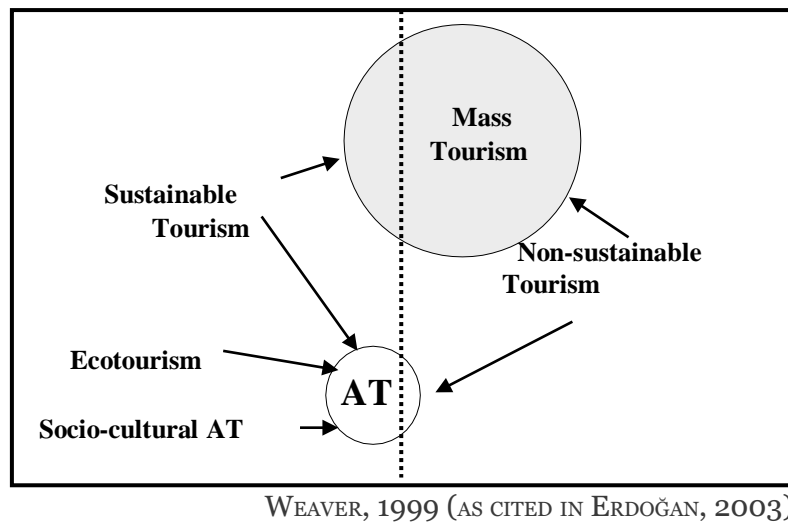 Mass
Tourism
Sustainable
Tourism
Non-sustainable
Tourism
Ecotourism
AT
Socio-cultural AT
WEAVER, 1999 (AS CITED IN ERDOĞAN, 2003)